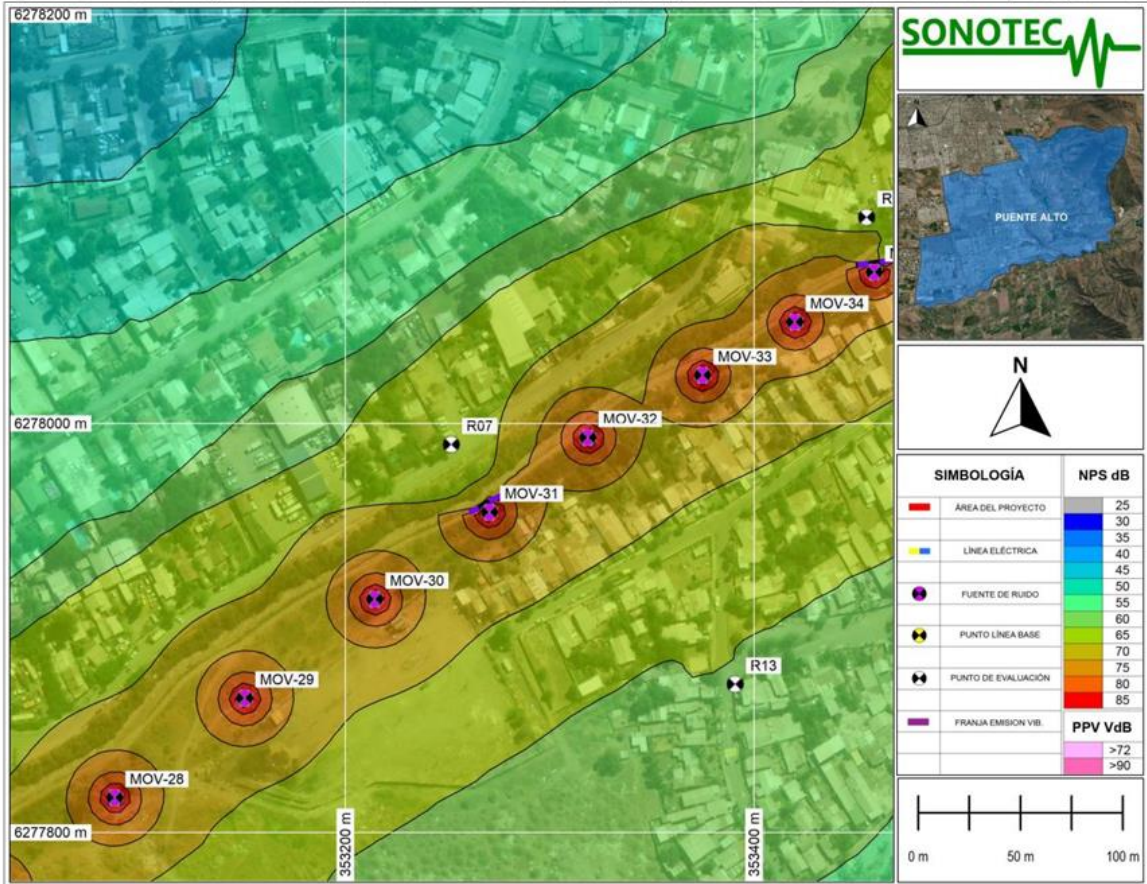 6278200 m
R
N
MOV-34
MOV-33
MOV-32
6278000 m
R07
MOV-31
MOV-30
R13
MOV-29
MOV-28
6277800 m
353200 m
353400 m
SONOTEC
PUENTE ALTO
N
SIMBOLOGÍA
NPS dB
ÁREA DEL PROYECTO
LÍNEA ELÉCTRICA
FUENTE DE RUIDO
PUNTO LÍNEA BASE
PUNTO DE EVALUACIÓN
FRANJA EMISION VIB.
25
30
35
40
45
50
55
60
65
70
75
80
85
PPV VdB
>72
>90
0 m 50 m 100 m